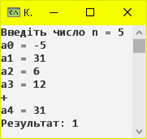 К.
Введіть число n = 5
a0 = -5
a1 = 31
a2 = 6
a3 = 12
+
a4 = 31
Результат: 1